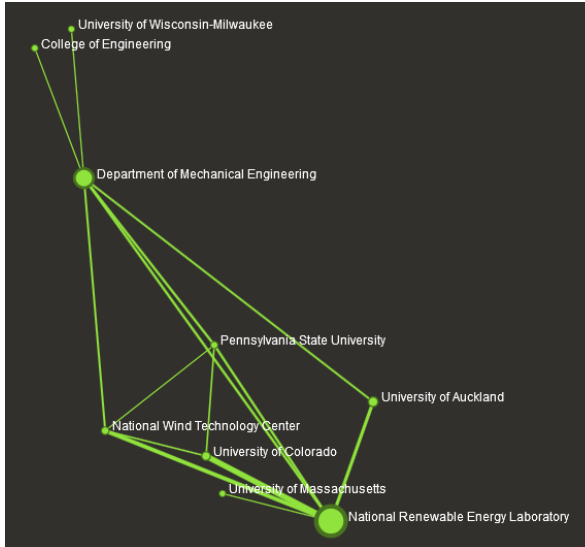 University of Wisconsin-Milwaukee
College of Engineering
Department of Mechanical Engineering
Pennsylvania State University
University of Auckland
National Wind Technology Center
University of Colorado
University of Massachusetts
National Renewable Energy Laboratory